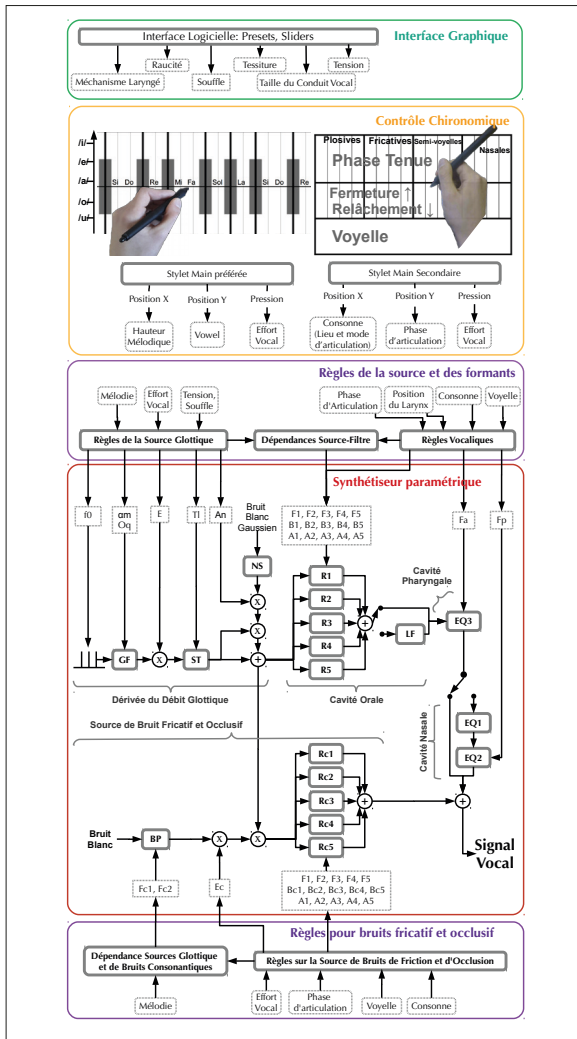 Interface Graphique
Interface Logicielle: Presets, Sliders
Raucité
Tessiture
Tension
Méchanisme Laryngé
Souffle
Taille du Conduit Vocal
Contrôle Chironomique
/i/
/e/
/a/
/o/
/u/
Si Do Re Mi Fa Sol La Si Do Re
Plosives
Fricatives
Semi-voyelles
Nasales
Phase Tenue
Fermeture ↑
Relâchement ↓
Voyelle
Stylet Main préférée
Stylet Main Secondaire
Position X
Position Y
Pression
Position X
Position Y
Pression
Hauteur
Mélodique
Vowel
Effort
Vocal
Consonne
(Lieu et mode
d'articulation)
Phase
d'articulation
Effort
Vocal
Règles de la source et des formants
Mélodie
Effort
Vocal
Tension,
Souffle
Phase
d'Articulation
Position
du Larynx
Consonne
Voyelle
Règles de la Source Glottique
Dépendances Source-Filtre
Règles Vocaliques
Synthétiseur paramétrique
f0
αm
Oq
E
Tl
An
Bruit
Blanc
Gaussien
F1, F2, F3, F4, F5
B1, B2, B3, B4, B5
A1, A2, A3, A4, A5
Fa
Fp
NS
Cavité
Pharyngale
R1
R2
R3
R4
R5
X
X
+
LF
EQ3
GF
X
ST
+
Dérivée du Débit Glottique
Cavité Orale
Source de Bruit Fricatif et Occlusif
Cavité Nasale
EQ1
EQ2
Rc1
Rc2
Rc3
Rc4
Rc5
+
+
Bruit
Blanc
BP
X
X
Signal
Vocal
Fc1, Fc2
Ec
F1, F2, F3, F4, F5
Bc1, Bc2, Bc3, Bc4, Bc5
A1, A2, A3, A4, A5
Règles pour bruits fricatif et occlusif
Dépendance Sources Glottique
et de Bruits Consonantiques
Règles sur la Source de Bruits de Friction et d'Occlusion
Mélodie
Effort
Vocal
Phase
d'articulation
Voyelle
Consonne